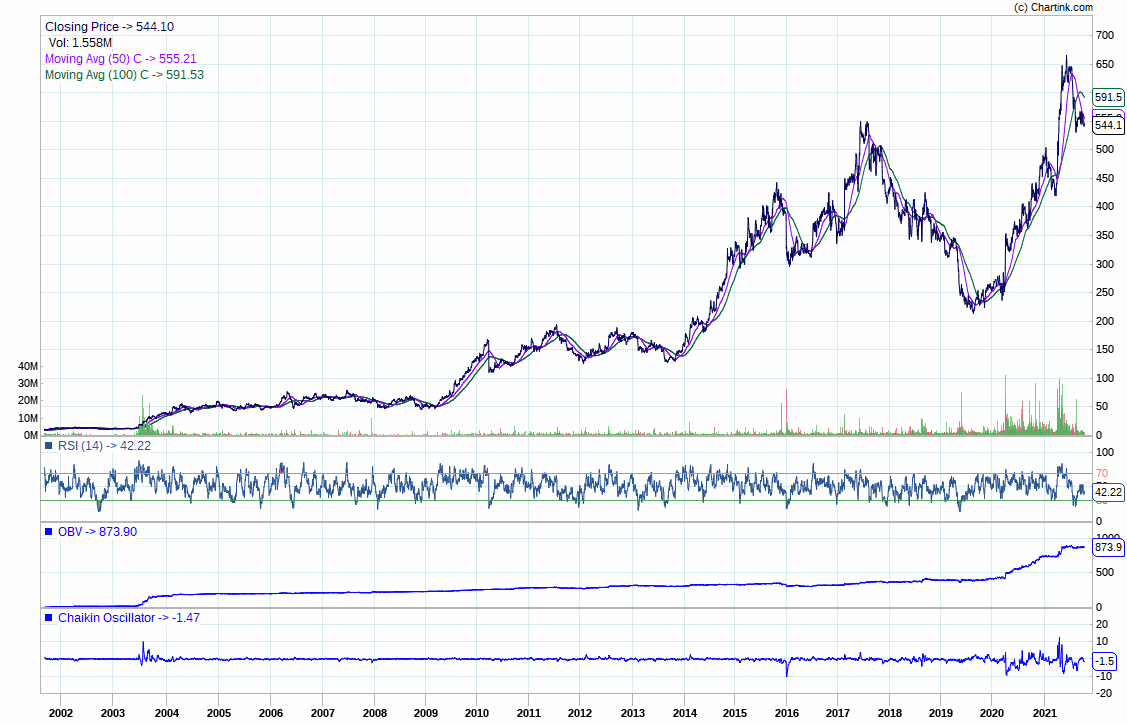 (c) Chartink.com
Closing Price -> 544.10
Vol: 1.558M
Moving Avg (50) C -> 555.21
Moving Avg (100) C -> 591.53
700
650
591.5
544.1
500
450
400
350
300
250
200
150
100
50
0
40M
30M
20M
10M
0M
RSI (14) -> 42.22
100
70
42.22
0
OBV -> 873.90
1000
873.9
500
0
Chaikin Oscillator -> -1.47
20
10
-1.5
-10
-20
2002 2003 2004 2005 2006 2007 2008 2009 2010 2011 2012 2013 2014 2015 2016 2017 2018 2019 2020 2021